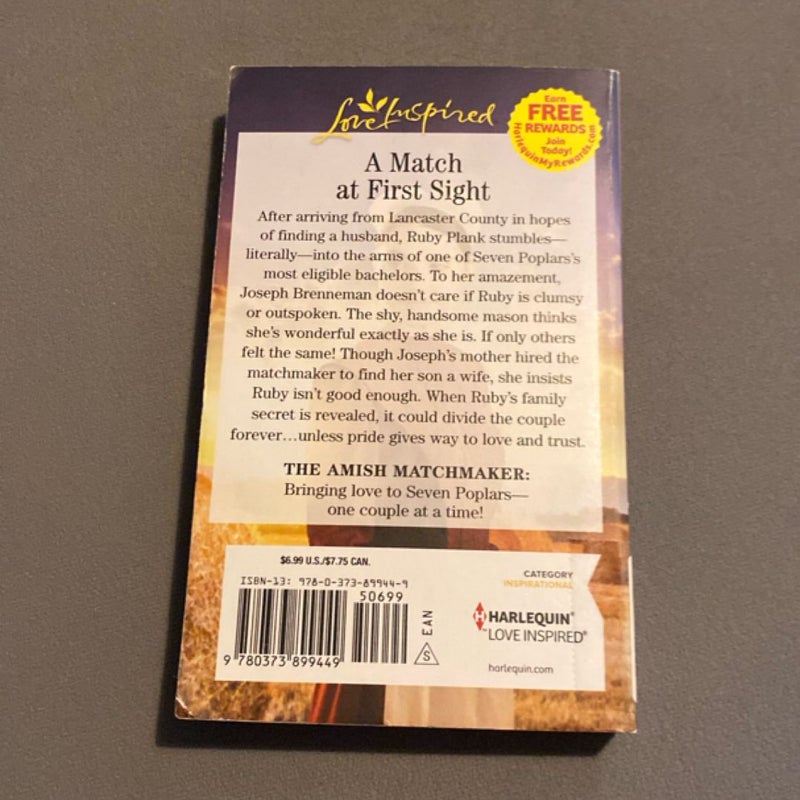 Love Inspired
Earn
FREE
REWARDS
Join
Today!
HarlequinMyRewards.com
A Match
at First Sight
After arriving from Lancaster County in hopes
of finding a husband, Ruby Plank stumbles—
literally—into the arms of one of Seven Poplars's
most eligible bachelors. To her amazement,
Joseph Brenneman doesn't care if Ruby is clumsy
or outspoken. The shy, handsome mason thinks
she's wonderful exactly as she is. If only others
felt the same! Though Joseph's mother hired the
matchmaker to find her son a wife, she insists
Ruby isn't good enough. When Ruby's family
secret is revealed, it could divide the couple
forever…unless pride gives way to love and trust.
THE AMISH MATCHMAKER:
Bringing love to Seven Poplars—
one couple at a time!
$6.99 U.S./$7.75 CAN.
ISBN-13: 978-0-373-89944-9
50699
EAN
S
9 780373 899449
CATEGORY
INSPIRATIONAL
H HARLEQUIN®
™LOVE INSPIRED®
harlequin.com